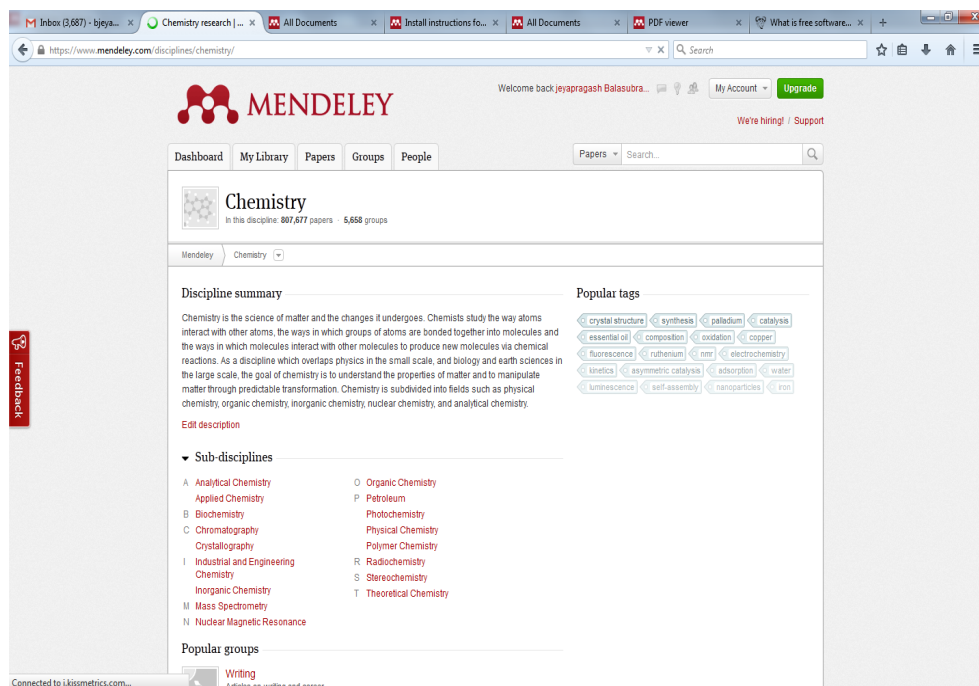 Inbox (3,687) - bjeya... × Chemistry research | ... × All Documents × Install instructions fo... × All Documents × PDF viewer × What is free software... × +
https://www.mendeley.com/disciplines/chemistry/ Search
MENDELEY
Welcome back jeyapragash Balasubra... My Account Upgrade
We're hiring! / Support
Dashboard My Library Papers Groups People Papers Search...
Chemistry
In this discipline: 807,677 papers · 5,658 groups
Mendeley Chemistry
Discipline summary
Chemistry is the science of matter and the changes it undergoes. Chemists study the way atoms
interact with other atoms, the ways in which groups of atoms are bonded together into molecules and
the ways in which molecules interact with other molecules to produce new molecules via chemical
reactions. As a discipline which overlaps physics in the small scale, and biology and earth sciences in
the large scale, the goal of chemistry is to understand the properties of matter and to manipulate
matter through predictable transformation. Chemistry is subdivided into fields such as physical
chemistry, organic chemistry, inorganic chemistry, nuclear chemistry, and analytical chemistry.
Edit description
Popular tags
crystal structure synthesis palladium catalysis
essential oil composition oxidation copper
fluorescence ruthenium nmr electrochemistry
kinetics asymmetric catalysis adsorption water
luminescence self-assembly nanoparticles iron
Feedback
Sub-disciplines
A Analytical Chemistry
Applied Chemistry
B Biochemistry
C Chromatography
Crystallography
I Industrial and Engineering
Chemistry
Inorganic Chemistry
M Mass Spectrometry
N Nuclear Magnetic Resonance
O Organic Chemistry
P Petroleum
Photochemistry
Physical Chemistry
Polymer Chemistry
R Radiochemistry
S Stereochemistry
T Theoretical Chemistry
Popular groups
Writing
Articles on writing and career
Connected to i.kissmetrics.com...